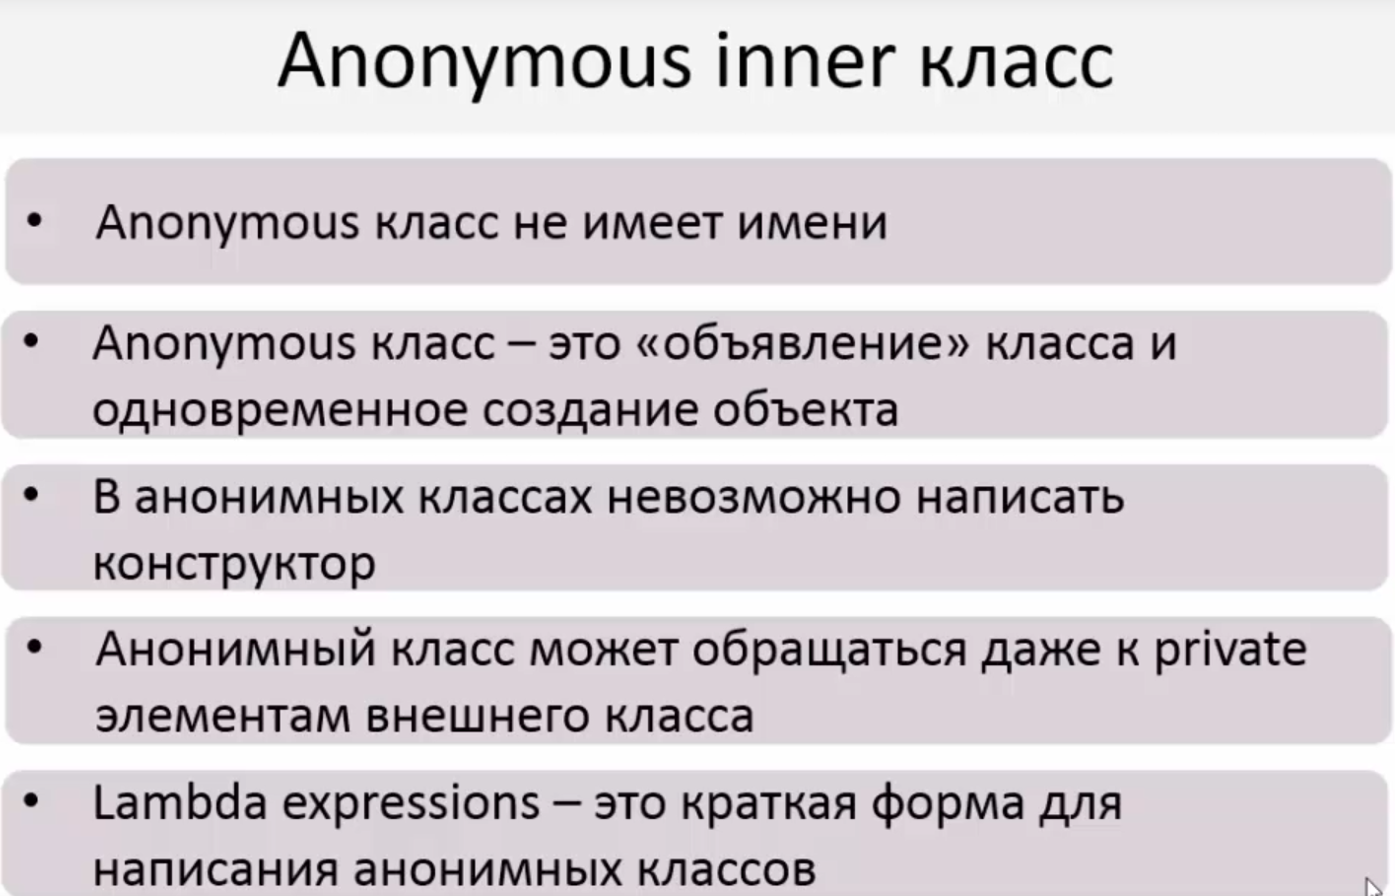 Anonymous inner класс
• Anonymous класс не имеет имени
• Anonymous класс – это «объявление» класса и
одновременное создание объекта
• В анонимных классах невозможно написать
конструктор
• Анонимный класс может обращаться даже к private
элементам внешнего класса
• Lambda expressions – это краткая форма для
написания анонимных классов